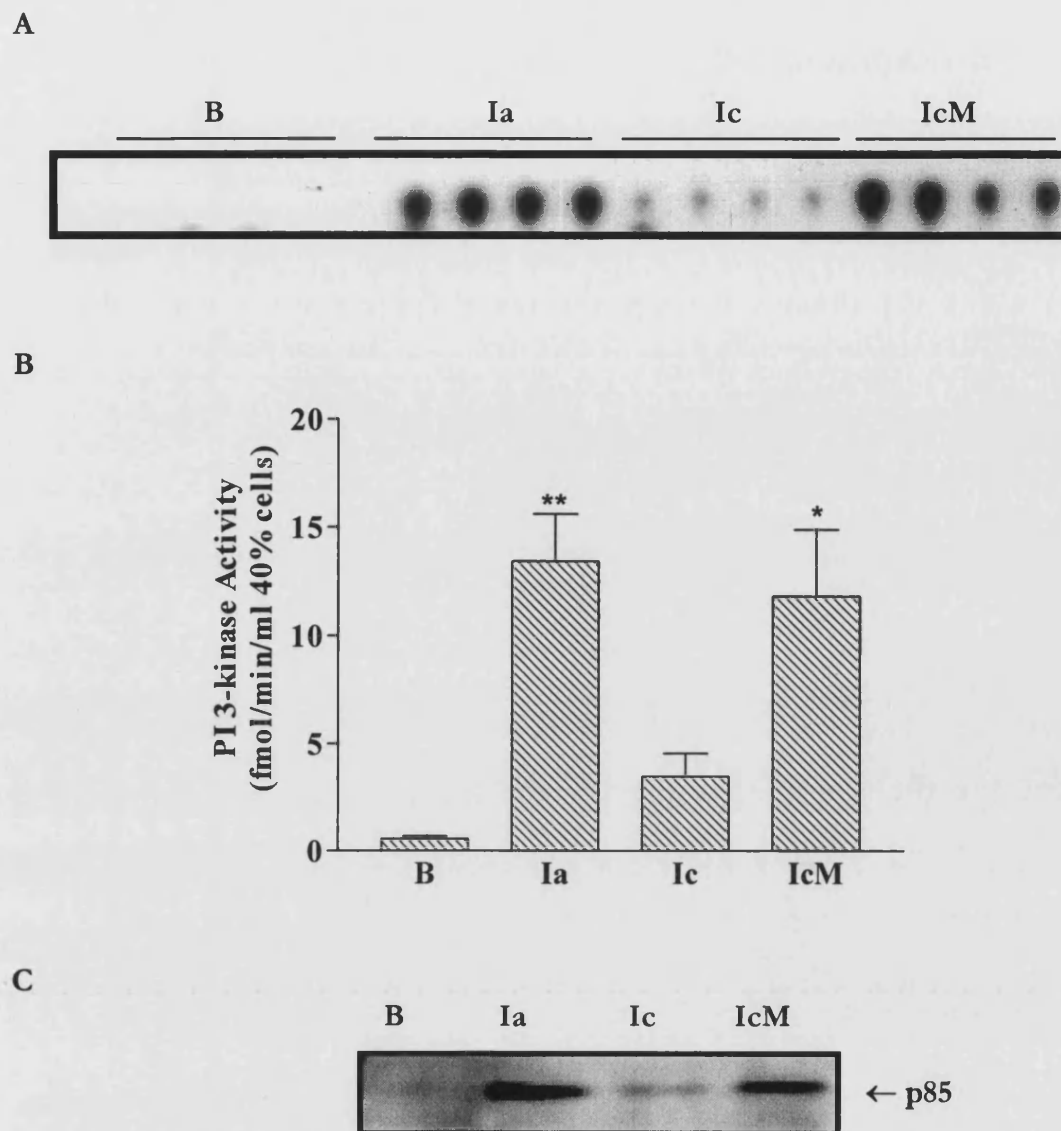 A
B Ia Ic IcM
B
20
15
10
5
0
PI 3-kinase Activity
(fmol/min/ml 40% cells)
** *
B Ia Ic IcM
C
B Ia Ic IcM
← p85